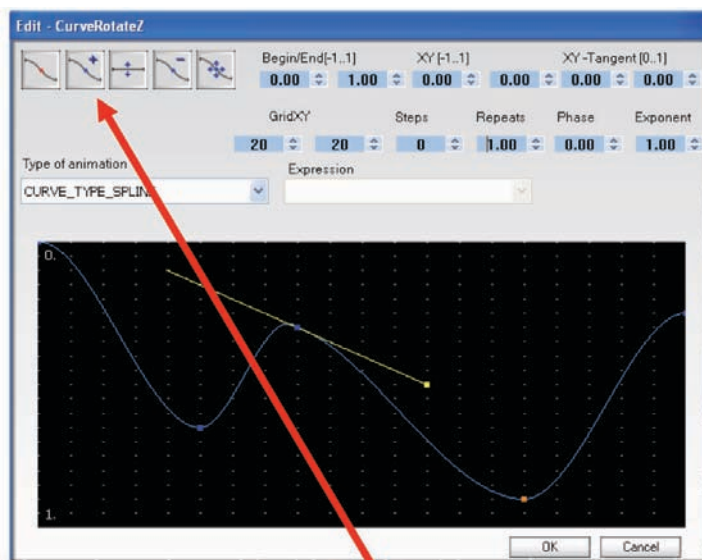 Edit - CurveRotateZ
Begin/End[-1..1] XY [-1..1] XY -Tangent [0..1]
0.00 1.00 0.00 0.00 0.00 0.00
GridXY Steps Repeats Phase Exponent
20 20 0 1.00 0.00 1.00
Type of animation Expression
CURVE_TYPE_SPLINE
0.
1.
OK Cancel